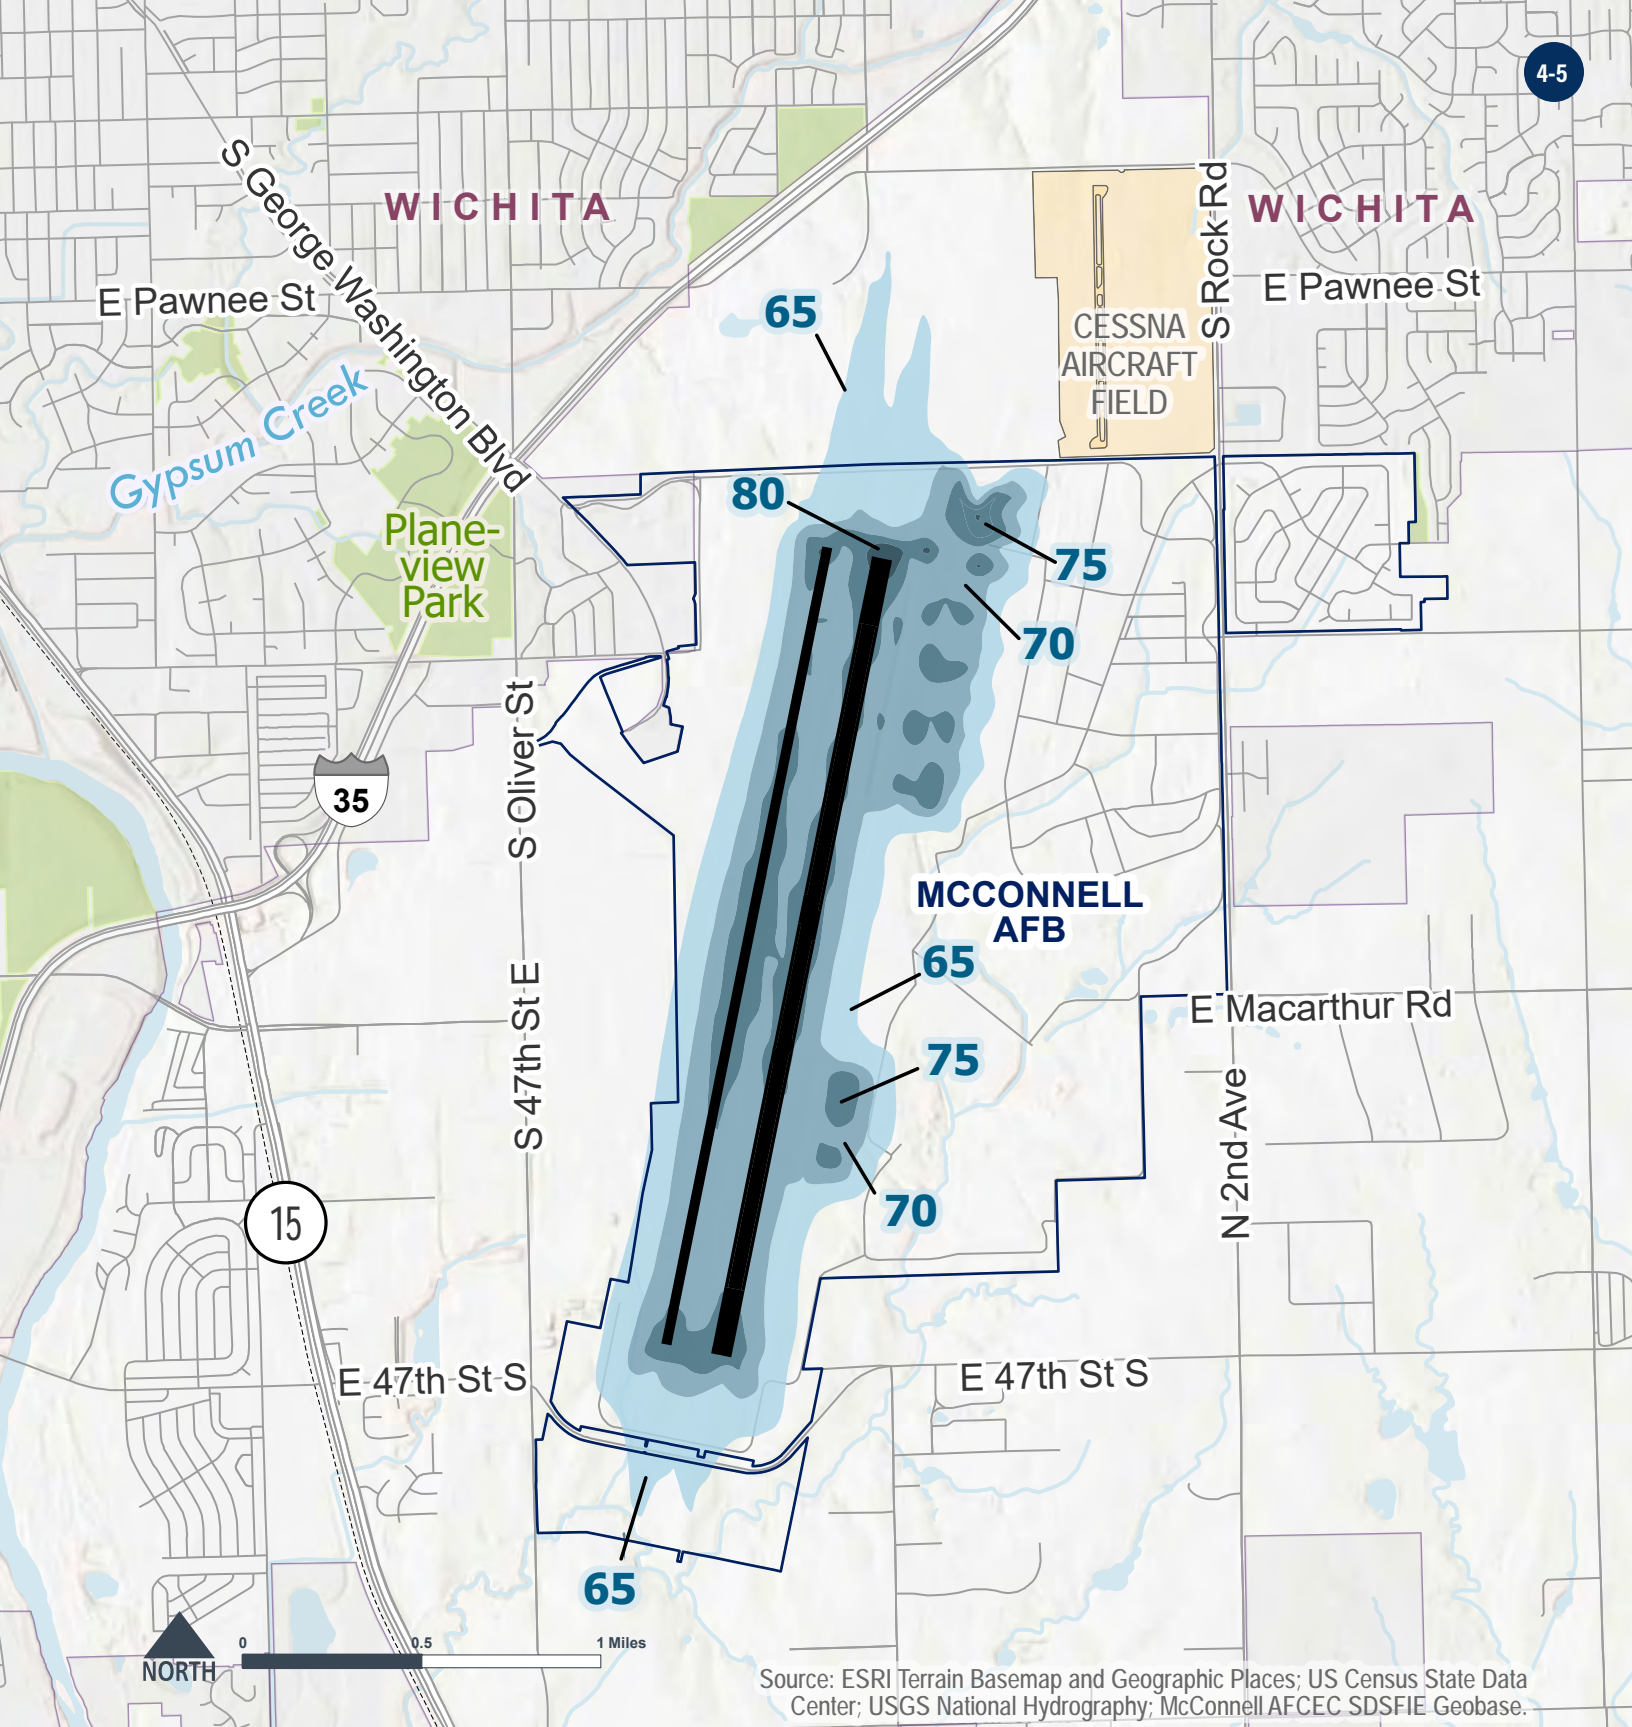 4-5
WICHITA
WICHITA
S George Washington Blvd
E Pawnee St
E Pawnee St
S Rock Rd
65
CESSNA
AIRCRAFT
FIELD
Gypsum Creek
80
75
70
Plane-
view
Park
S Oliver St
35
MCCONNELL
AFB
65
S 47th St E
E Macarthur Rd
75
70
N 2nd Ave
15
E 47th St S
E 47th St S
65
NORTH
0 0.5 1 Miles
Source: ESRI Terrain Basemap and Geographic Places; US Census State Data
Center; USGS National Hydrography; McConnell AFCEC SDSFIE Geobase.